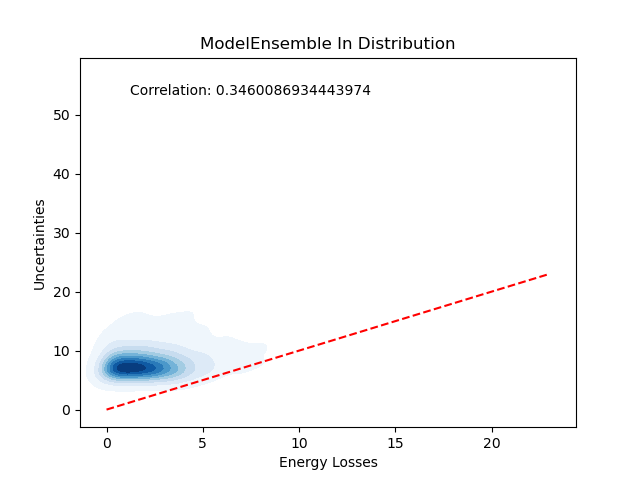 ModelEnsemble In Distribution
Correlation: 0.3460086934443974
50
40
30
20
10
0
Uncertainties
0
5
10
15
20
Energy Losses